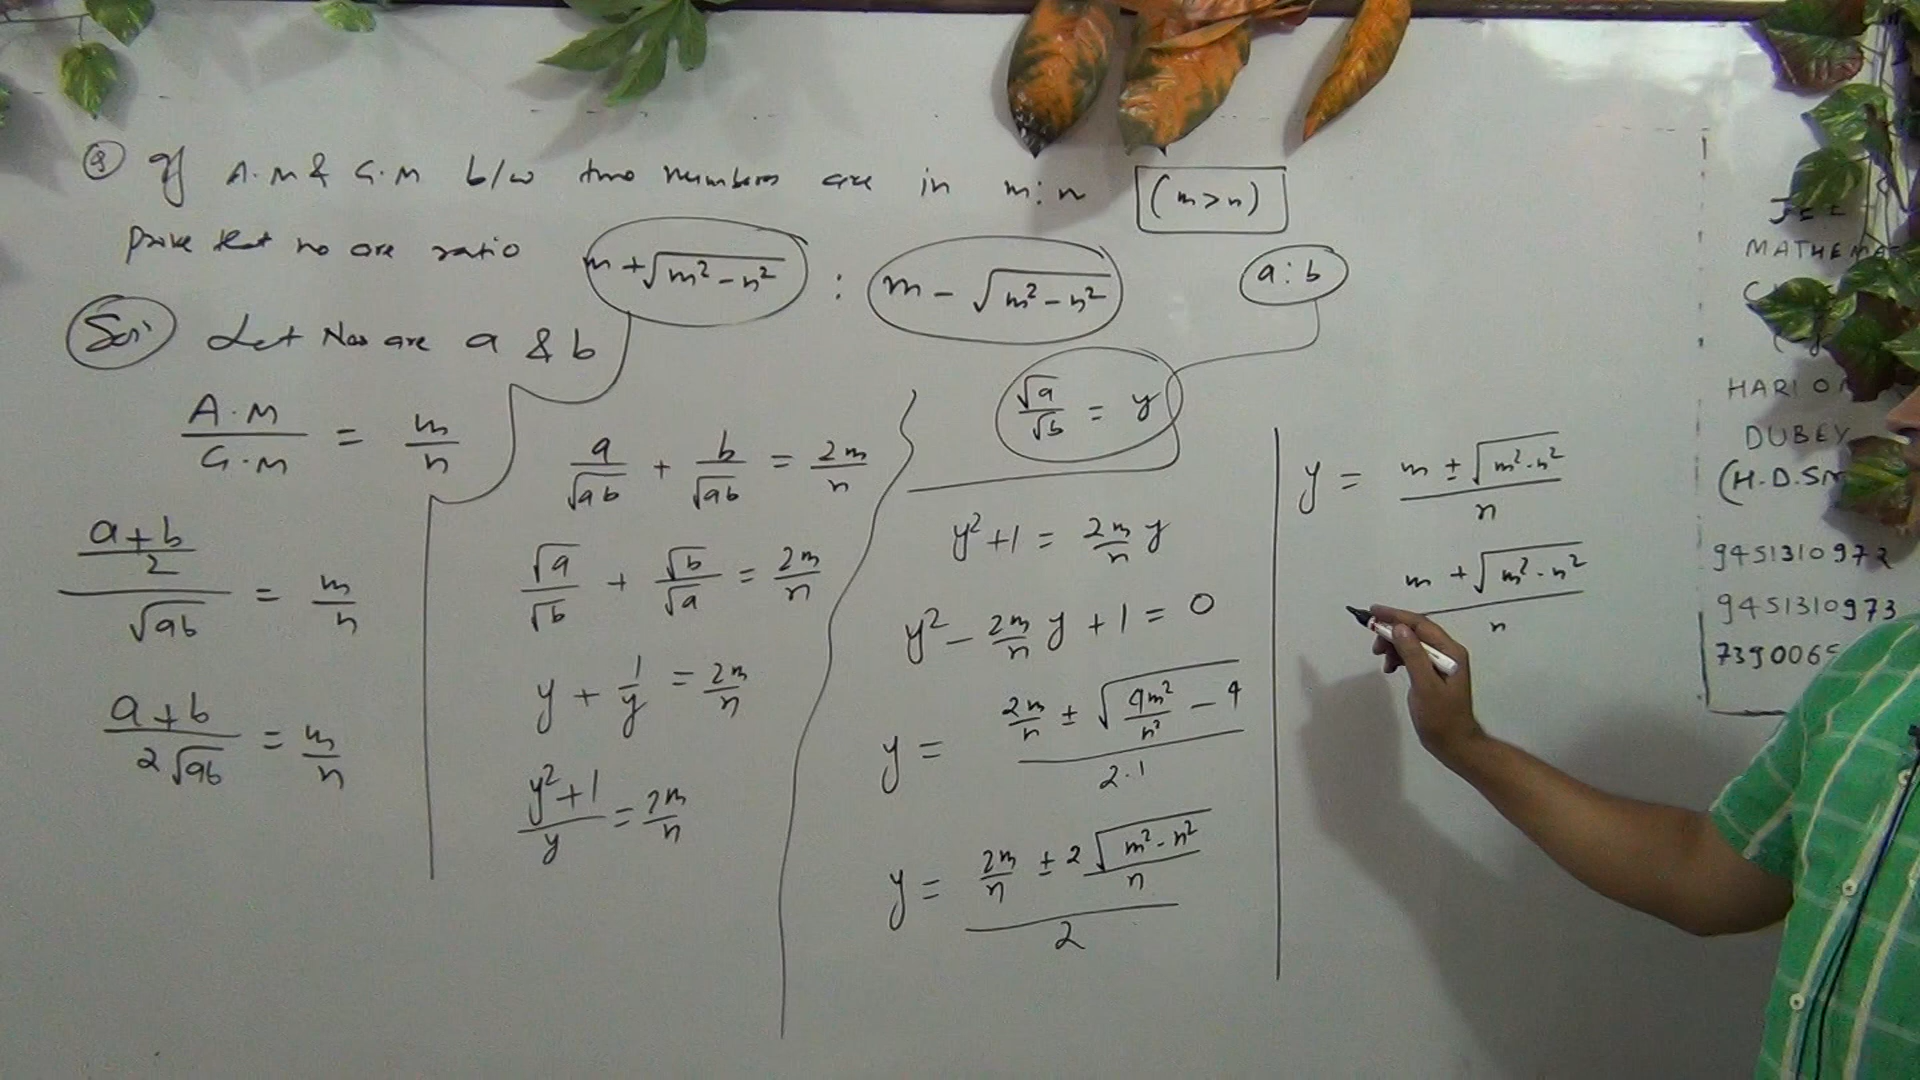 Q If A.M & G.M b/w two numbers are in m:n (m>n)
prove that no are ratio m+√(m²-n²) : m-√(m²-n²) a:b
Sol: Let Nos are a & b
A.M/G.M = m/n
((a+b)/2)/√ab = m/n
(a+b)/(2√ab) = m/n
a/√ab + b/√ab = 2m/n
√a/√b + √b/√a = 2m/n
y + 1/y = 2m/n
(y²+1)/y = 2m/n
√a/√b = y
y²+1 = (2m/n) y
y² - (2m/n) y + 1 = 0
y = (2m/n ± √(4m²/n² - 4))/(2.1)
y = (2m/n ± 2√(m²-n²)/n)/2
y = (m ± √(m²-n²))/n
(m + √(m²-n²))/n
MATHEMA
HARIOM
DUBEY
(H.D.SI
9451310972
9451310973
739006